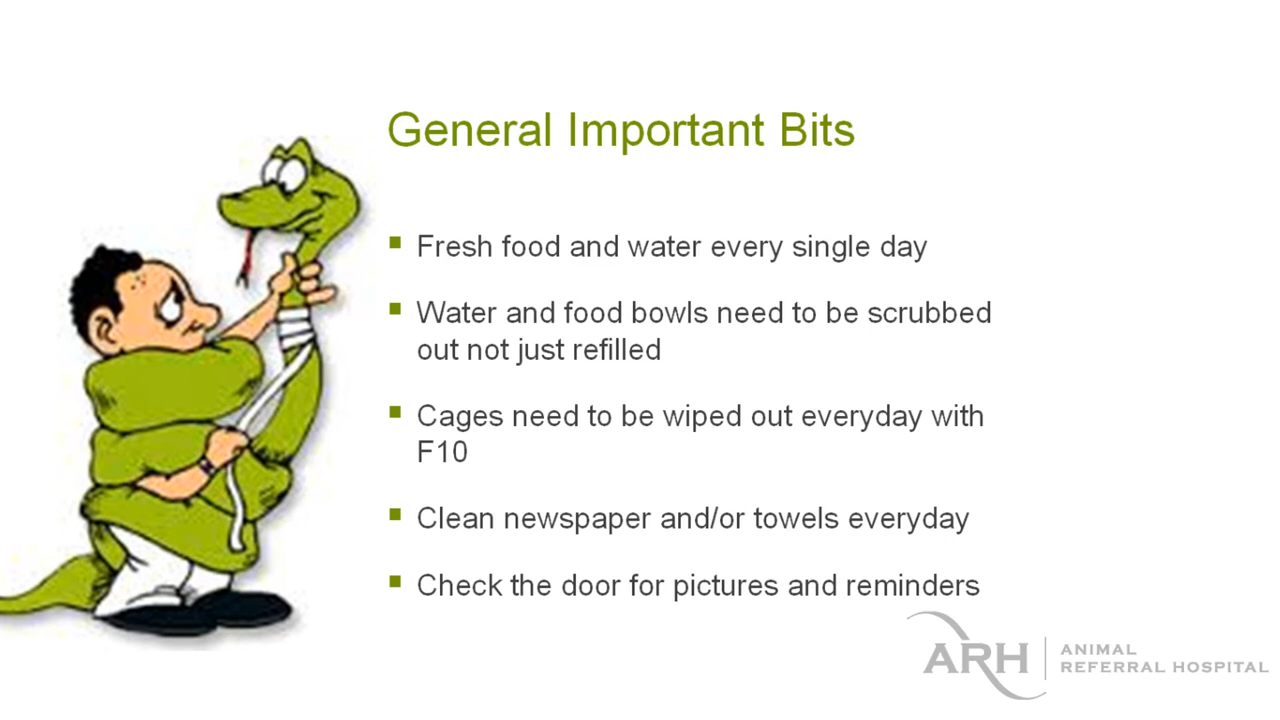 General Important Bits
Fresh food and water every single day
Water and food bowls need to be scrubbed
out not just refilled
Cages need to be wiped out everyday with
F10
Clean newspaper and/or towels everyday
Check the door for pictures and reminders
ARH
ANIMAL
REFERRAL HOSPITAL